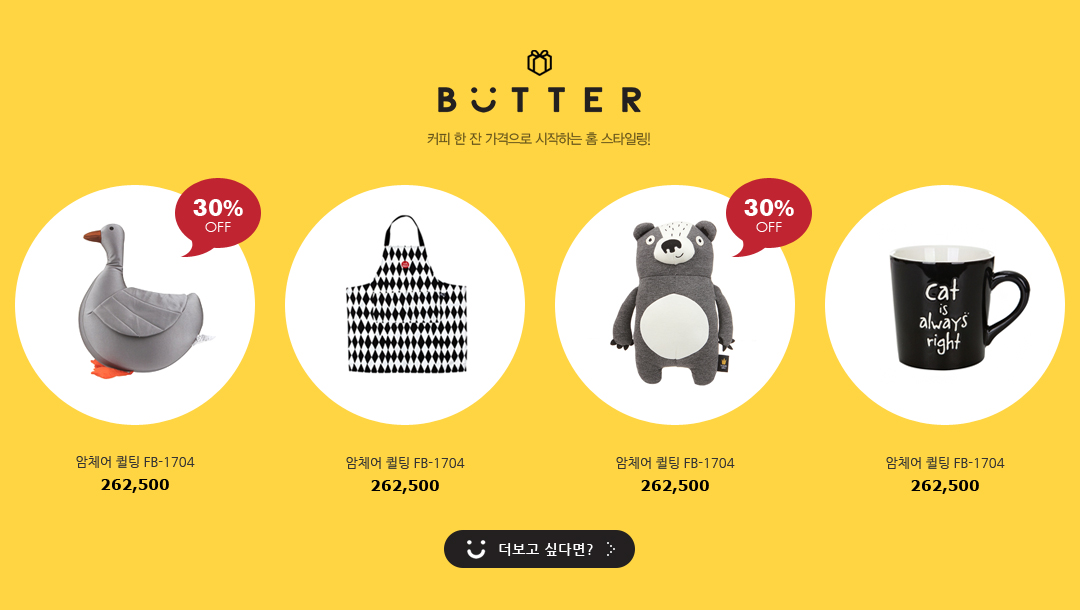 BUTTER
커피 한 잔 가격으로 시작하는 홈 스타일링!
30%
OFF
30%
OFF
cat
is
always
right
암체어 퀼팅 FB-1704
262,500
암체어 퀼팅 FB-1704
262,500
암체어 퀼팅 FB-1704
262,500
암체어 퀼팅 FB-1704
262,500
더보고 싶다면?